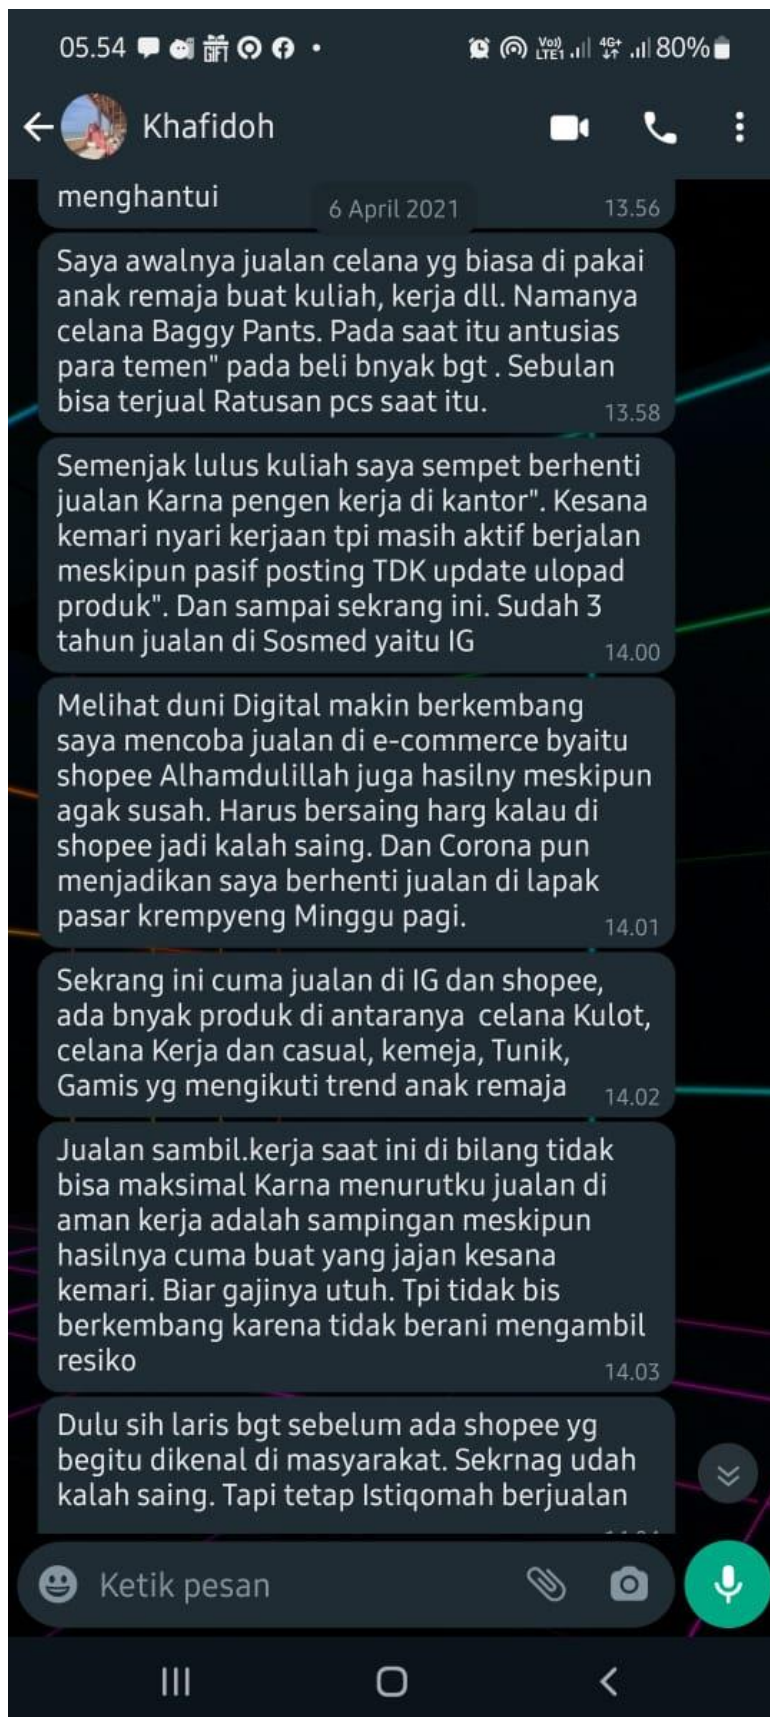 05.54
GIFT
Vo))
LTE1
4G+
80%
Khafidoh
menghantui
6 April 2021
13.56
Saya awalnya jualan celana yg biasa di pakai
anak remaja buat kuliah, kerja dll. Namanya
celana Baggy Pants. Pada saat itu antusias
para temen" pada beli bnyak bgt . Sebulan
bisa terjual Ratusan pcs saat itu.
13.58
Semenjak lulus kuliah saya sempet berhenti
jualan Karna pengen kerja di kantor". Kesana
kemari nyari kerjaan tpi masih aktif berjalan
meskipun pasif posting TDK update ulopad
produk". Dan sampai sekrang ini. Sudah 3
tahun jualan di Sosmed yaitu IG
14.00
Melihat duni Digital makin berkembang
saya mencoba jualan di e-commerce byaitu
shopee Alhamdulillah juga hasilny meskipun
agak susah. Harus bersaing harg kalau di
shopee jadi kalah saing. Dan Corona pun
menjadikan saya berhenti jualan di lapak
pasar krempyeng Minggu pagi.
14.01
Sekrang ini cuma jualan di IG dan shopee,
ada bnyak produk di antaranya  celana Kulot,
celana Kerja dan casual, kemeja, Tunik,
Gamis yg mengikuti trend anak remaja
14.02
Jualan sambil.kerja saat ini di bilang tidak
bisa maksimal Karna menurutku jualan di
aman kerja adalah sampingan meskipun
hasilnya cuma buat yang jajan kesana
kemari. Biar gajinya utuh. Tpi tidak bis
berkembang karena tidak berani mengambil
resiko
14.03
Dulu sih laris bgt sebelum ada shopee yg
begitu dikenal di masyarakat. Sekrnag udah
kalah saing. Tapi tetap Istiqomah berjualan
Ketik pesan